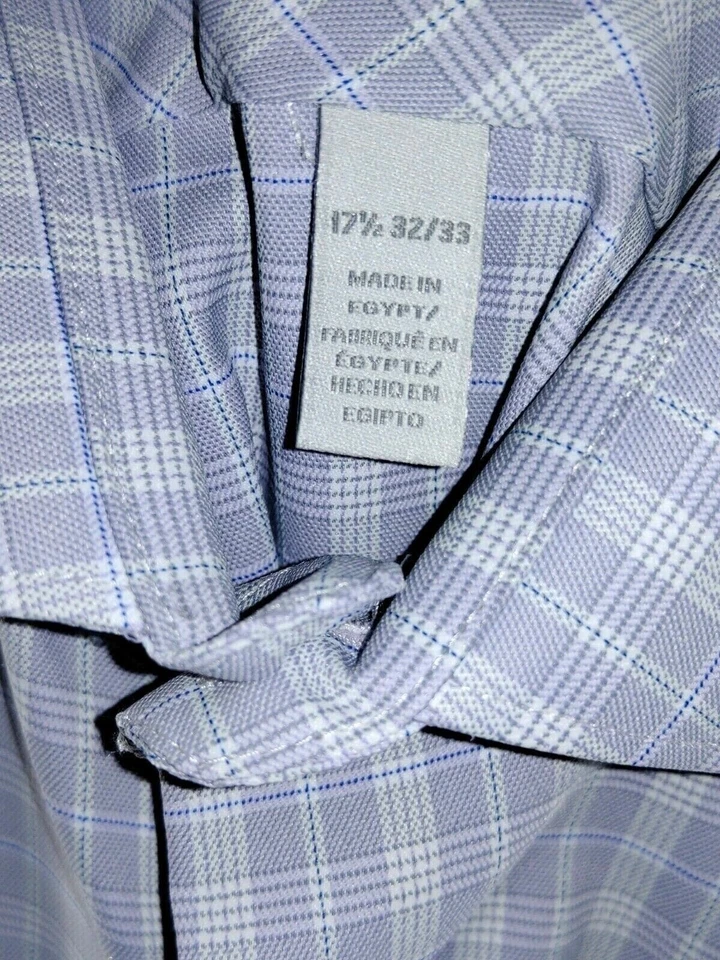 17½ 32/33
MADE IN
EGYPT/
FABRIQUÉ EN
ÉGYPTE/
HECHO EN
EGIPTO